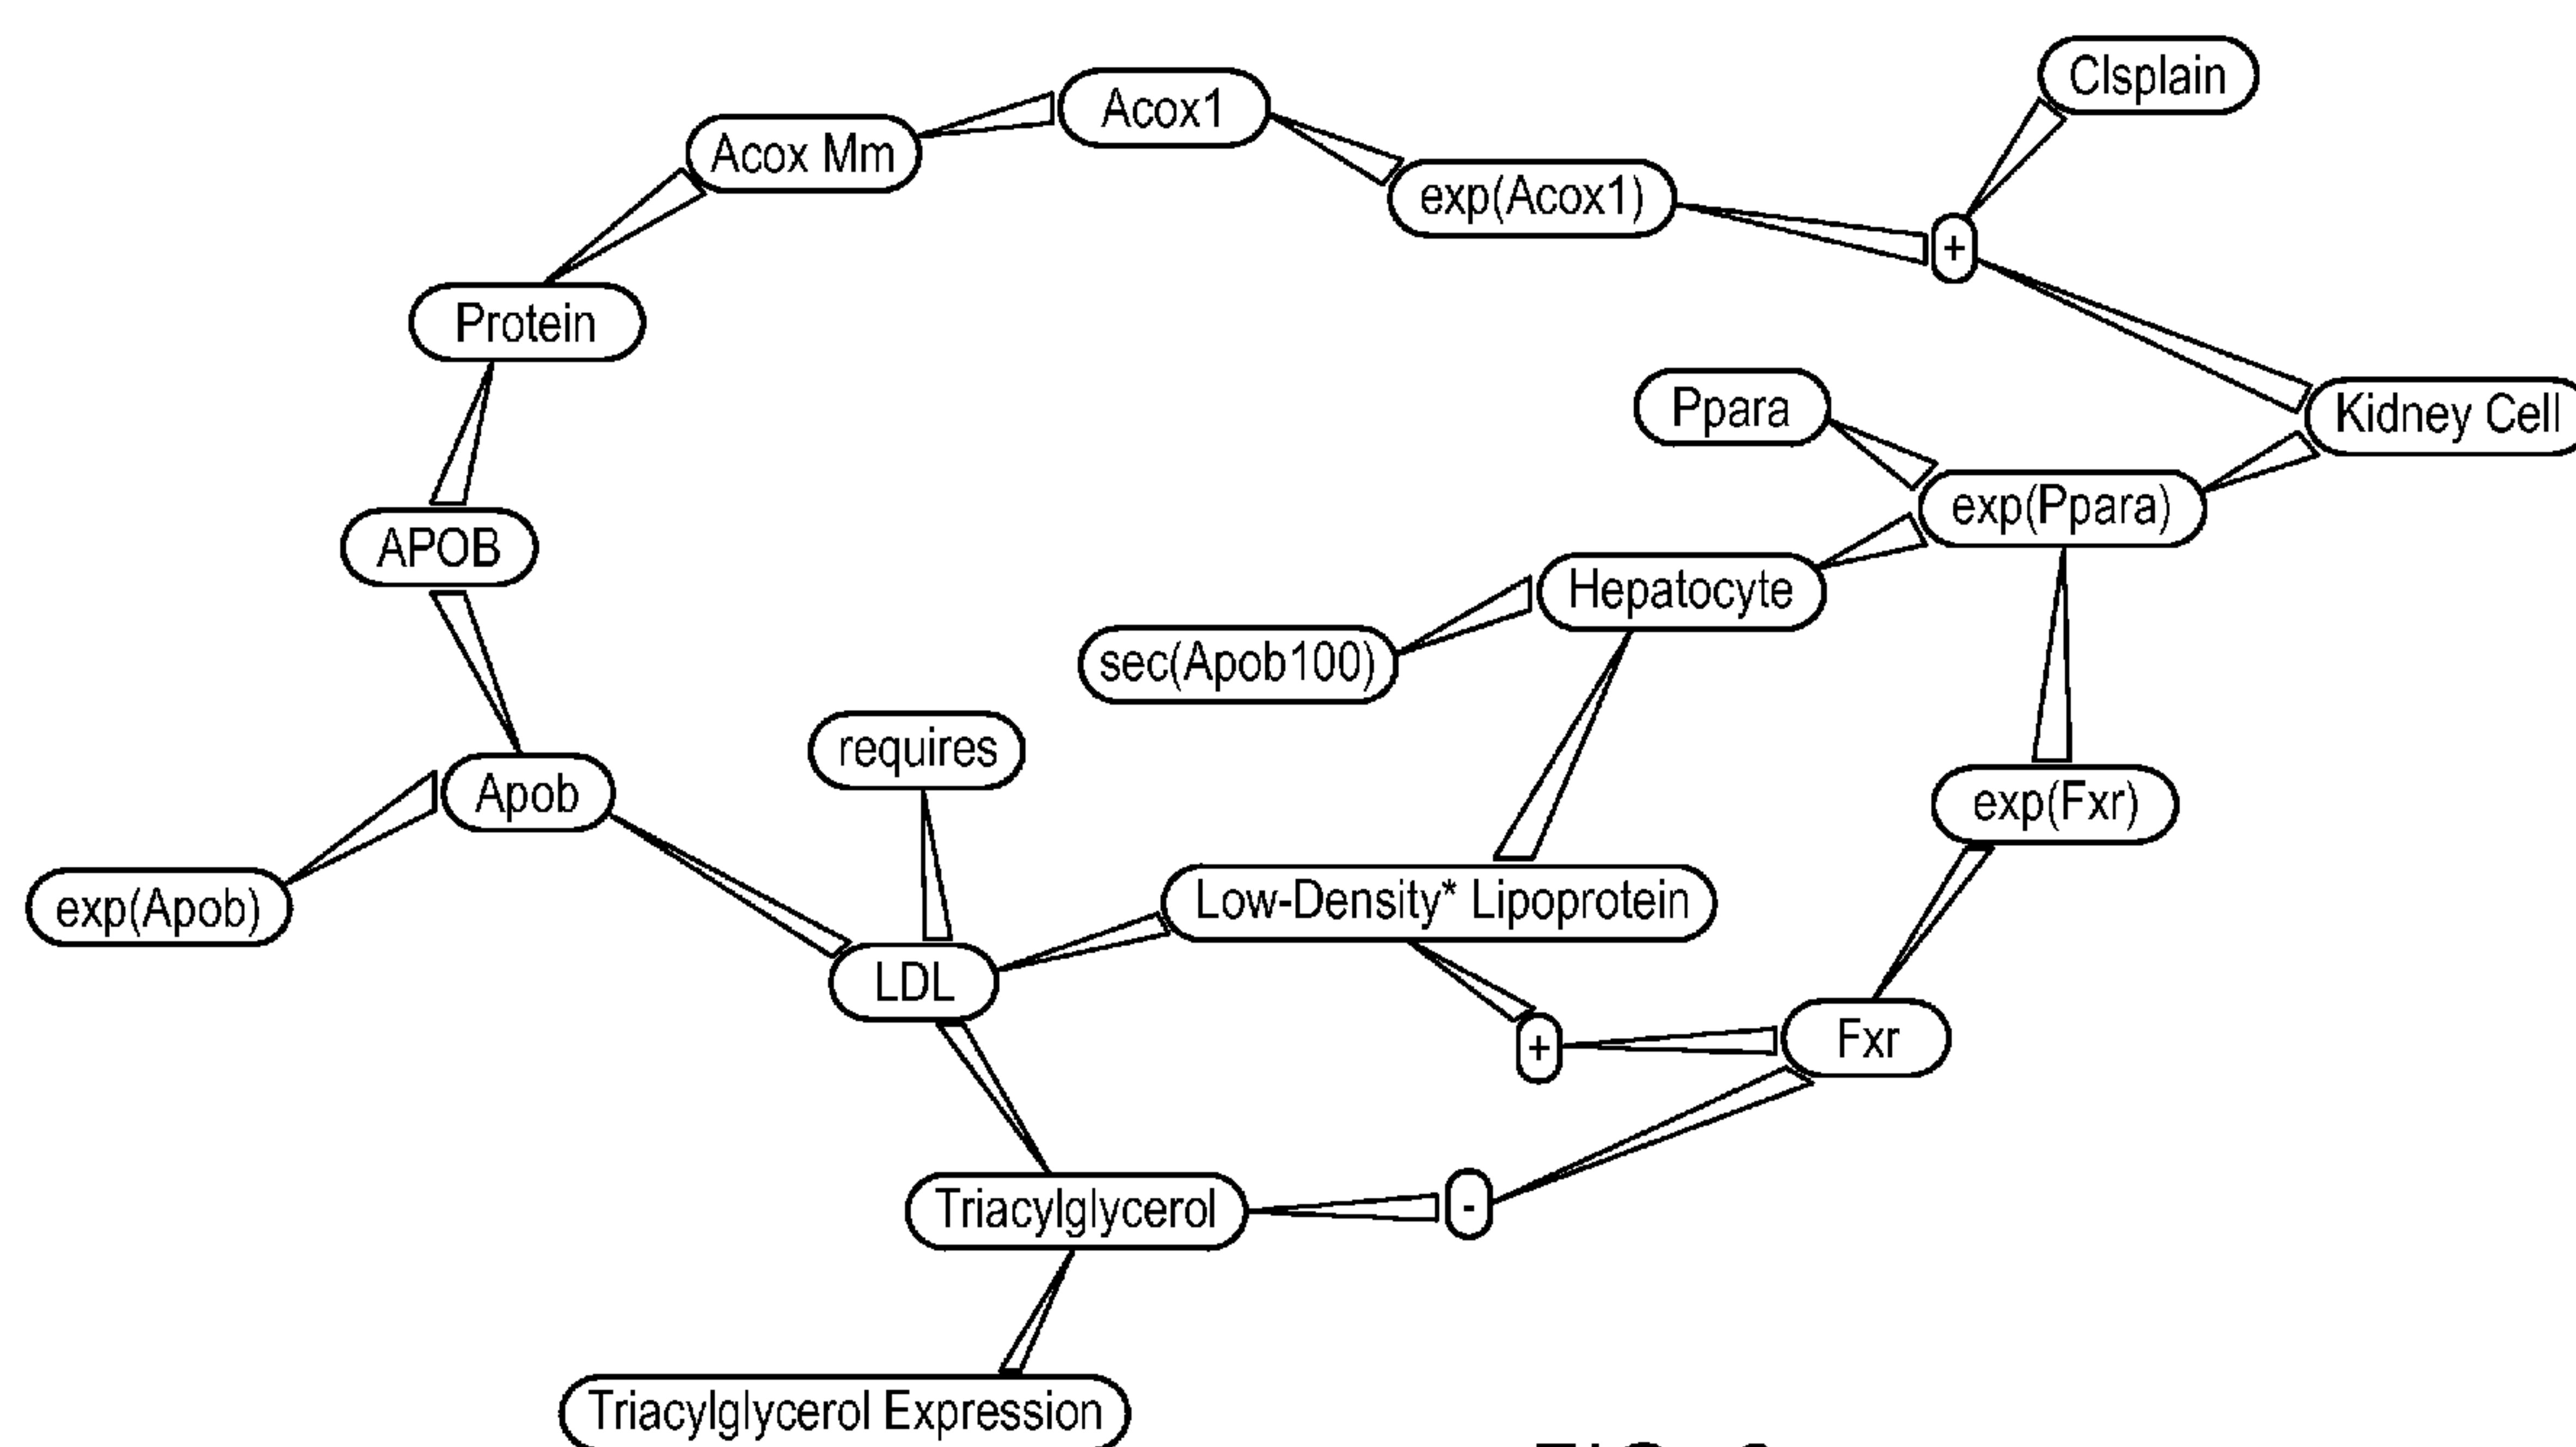 Clsplain
Acox1
Acox Mm
exp(Acox1)
+
Protein
Ppara
Kidney Cell
exp(Ppara)
APOB
Hepatocyte
sec(Apob100)
requires
Apob
exp(Fxr)
exp(Apob)
Low-Density* Lipoprotein
LDL
+
Fxr
Triacylglycerol
-
Triacylglycerol Expression